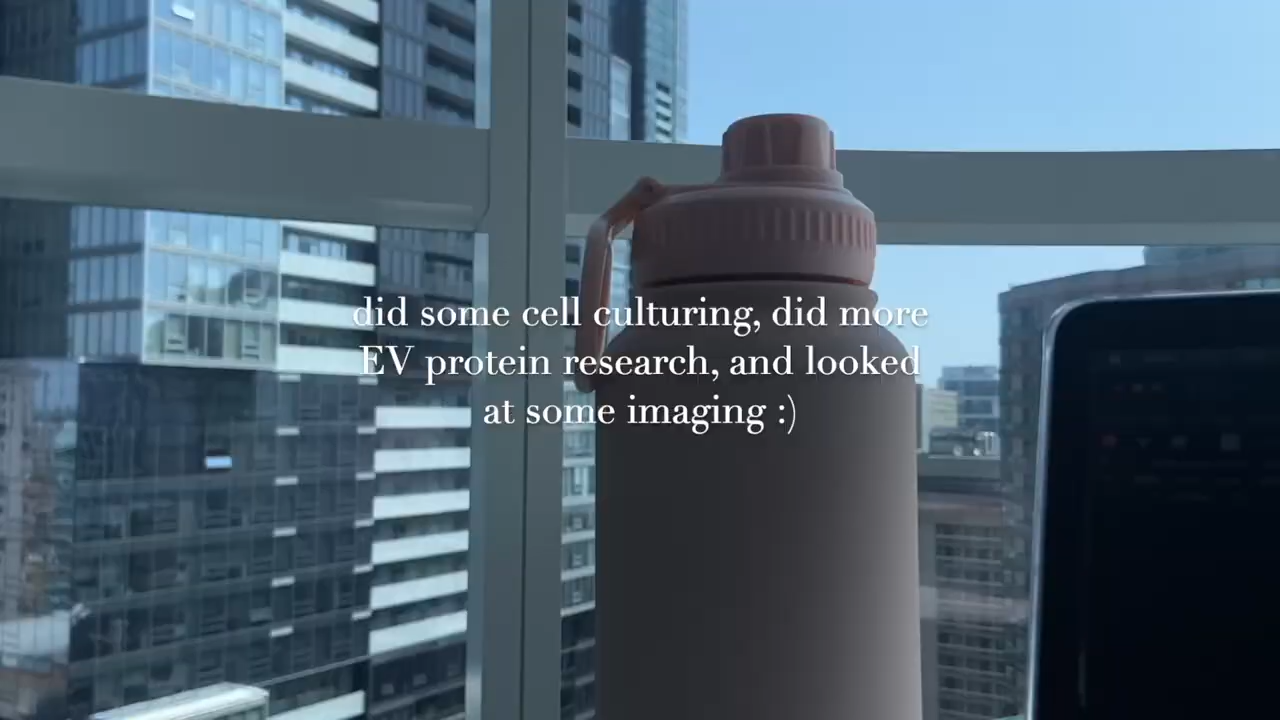 did some cell culturing, did more
EV protein research, and looked
at some imaging :)